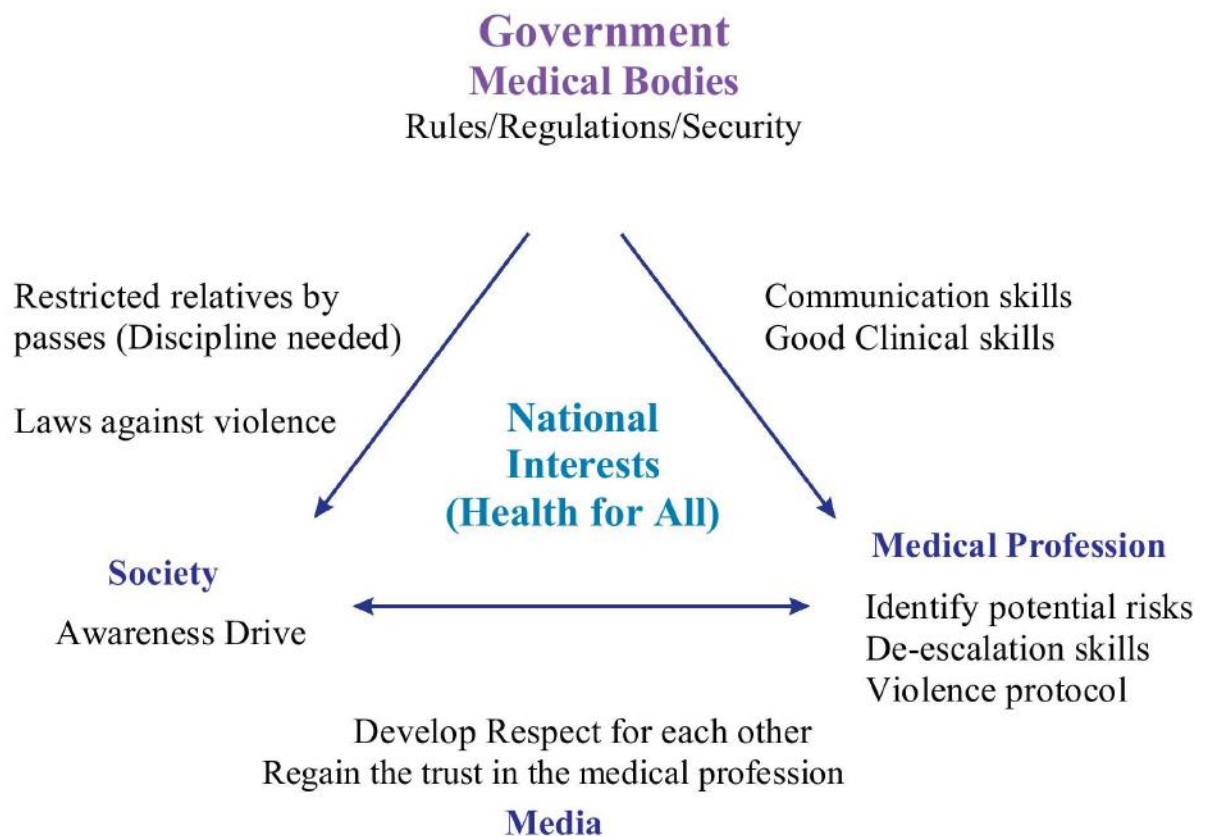 Government
Medical Bodies
Rules/Regulations/Security
Restricted relatives by
passes (Discipline needed)
Laws against violence
Communication skills
Good Clinical skills
National
Interests
(Health for All)
Society
Awareness Drive
Medical Profession
Identify potential risks
De-escalation skills
Violence protocol
Develop Respect for each other
Regain the trust in the medical profession
Media